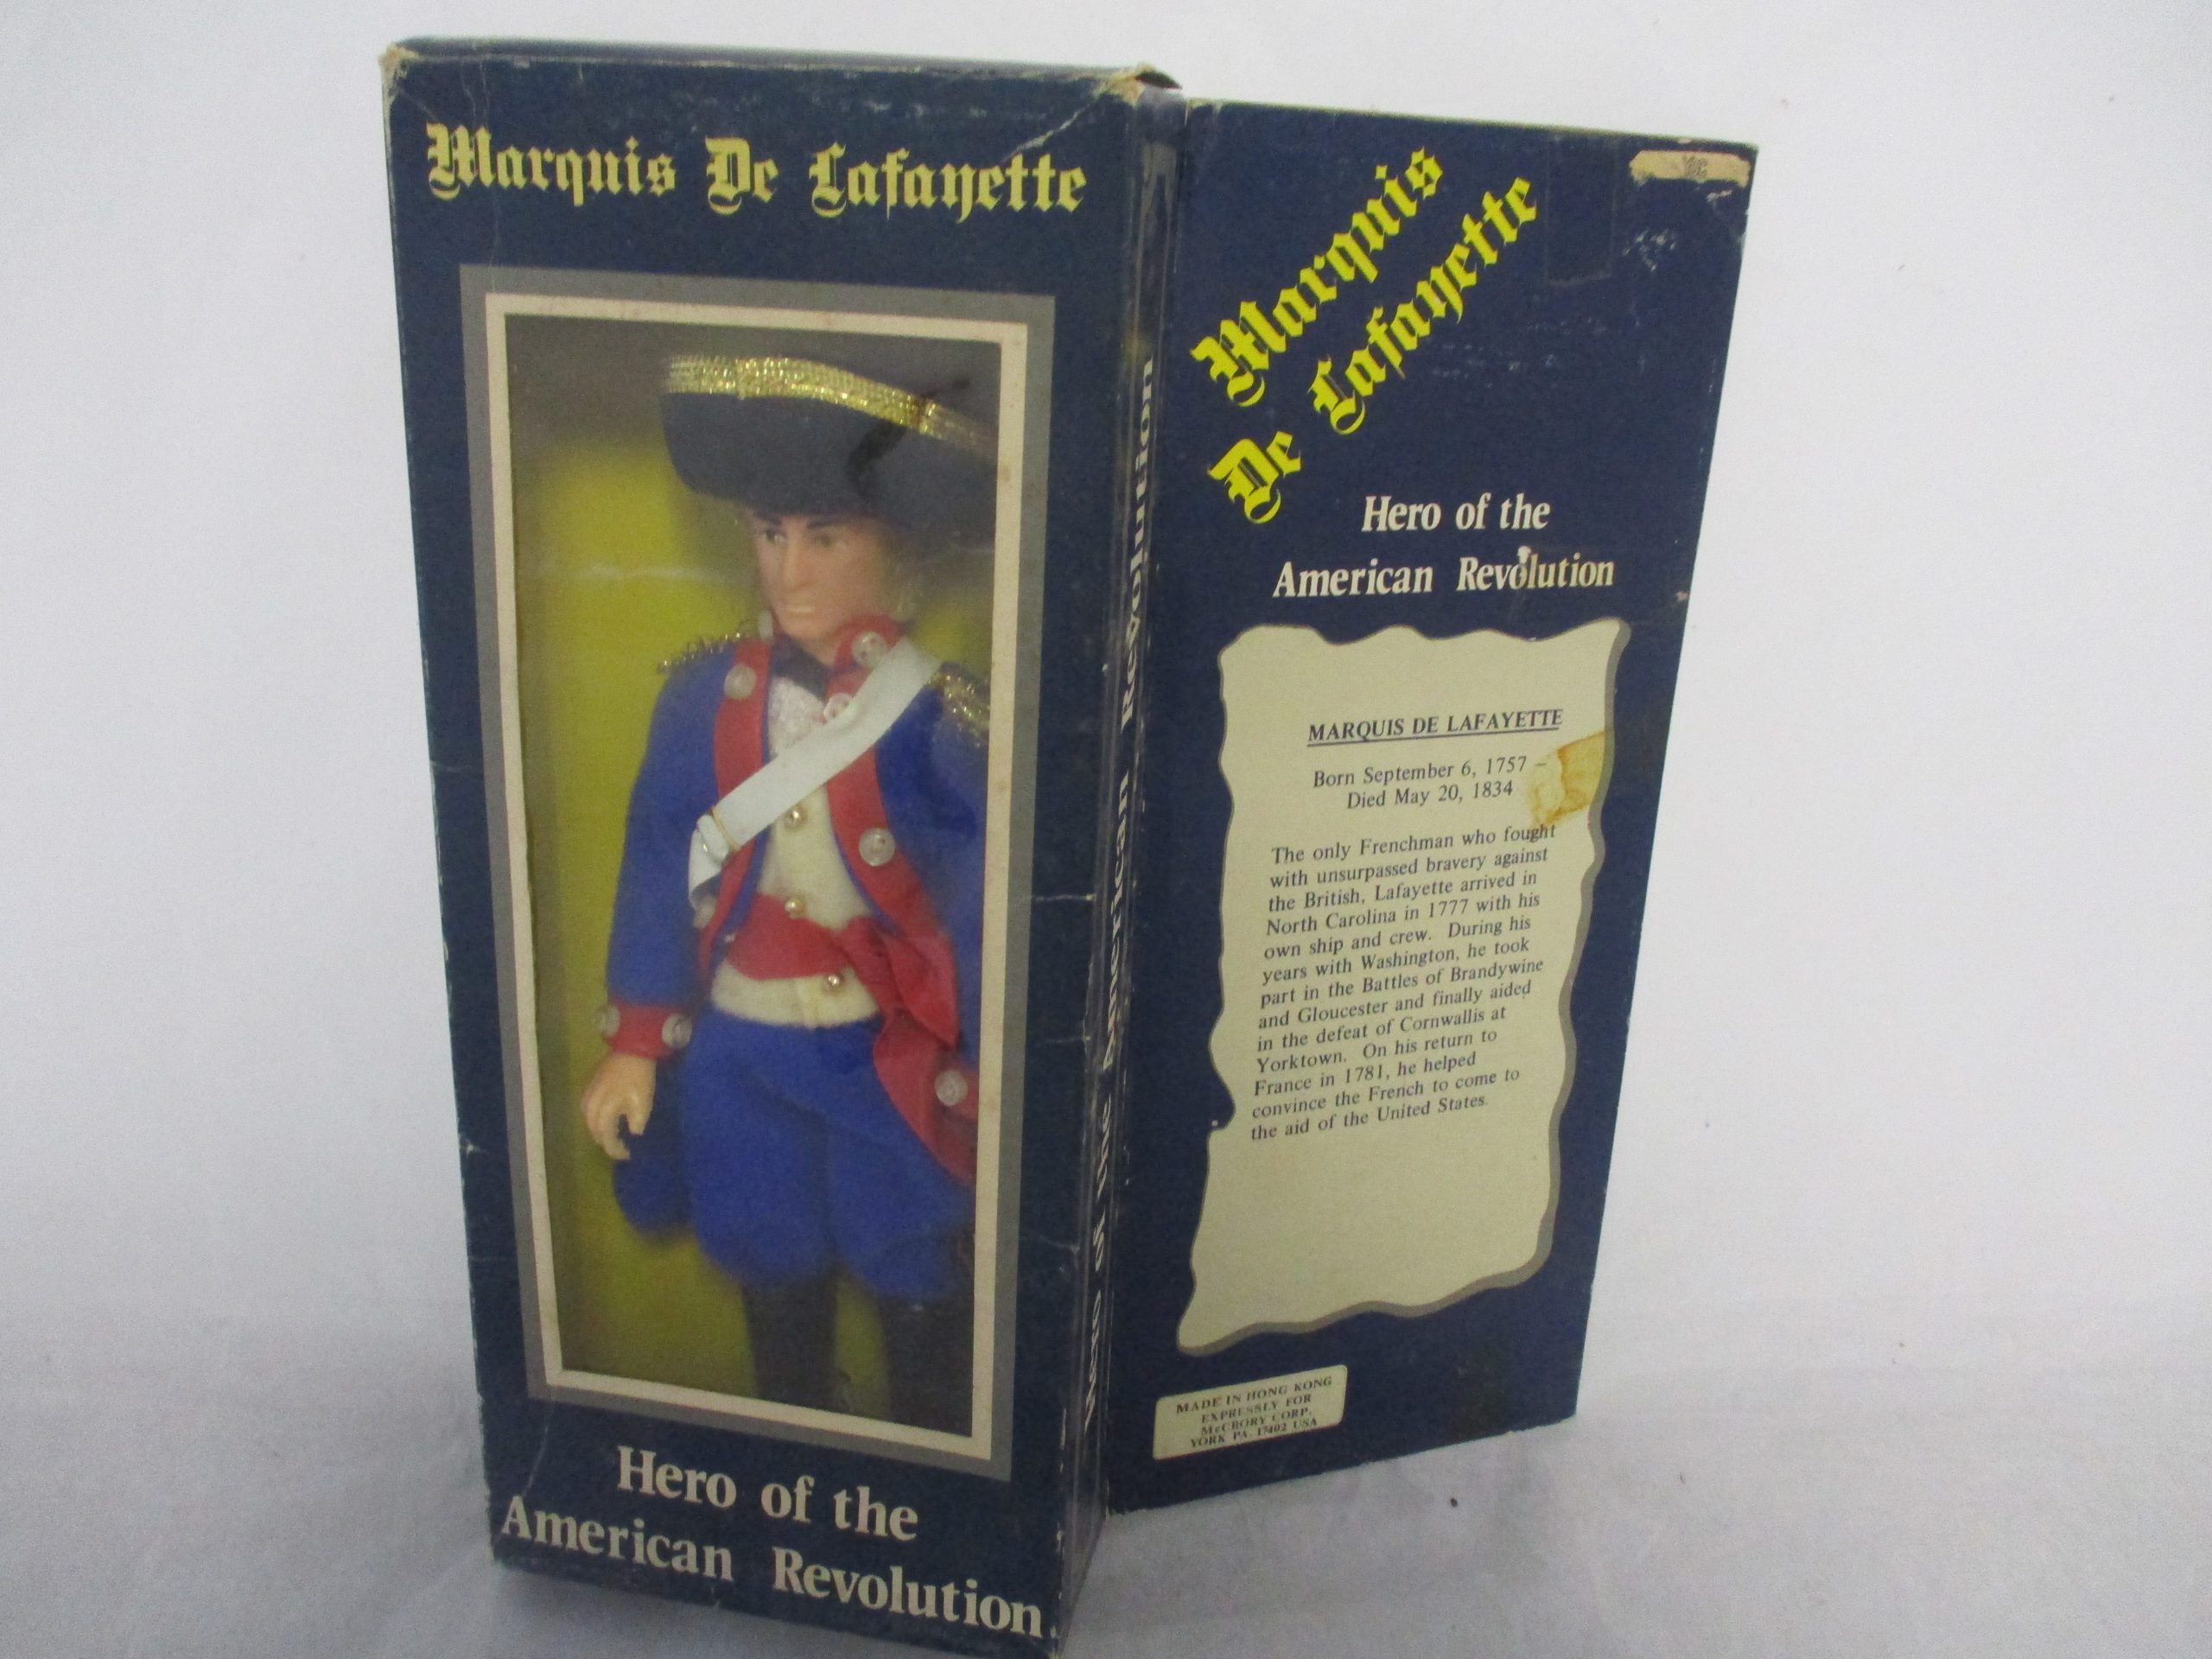 Marquis De Lafayette
Hero of the
American Revolution
Hero of the American Revolution
Marquis
De Lafayette
Hero of the
American Revolution
MARQUIS DE LAFAYETTE
Born September 6, 1757 –
Died May 20, 1834
The only Frenchman who fought
with unsurpassed bravery against
the British, Lafayette arrived in
North Carolina in 1777 with his
own ship and crew. During his
years with Washington, he took
part in the Battles of Brandywine
and Gloucester and finally aided
in the defeat of Cornwallis at
Yorktown. On his return to
France in 1781, he helped
convince the French to come to
the aid of the United States.
MADE IN HONG KONG
EXPRESSLY FOR
McCRORY CORP.
YORK PA. 17402 USA